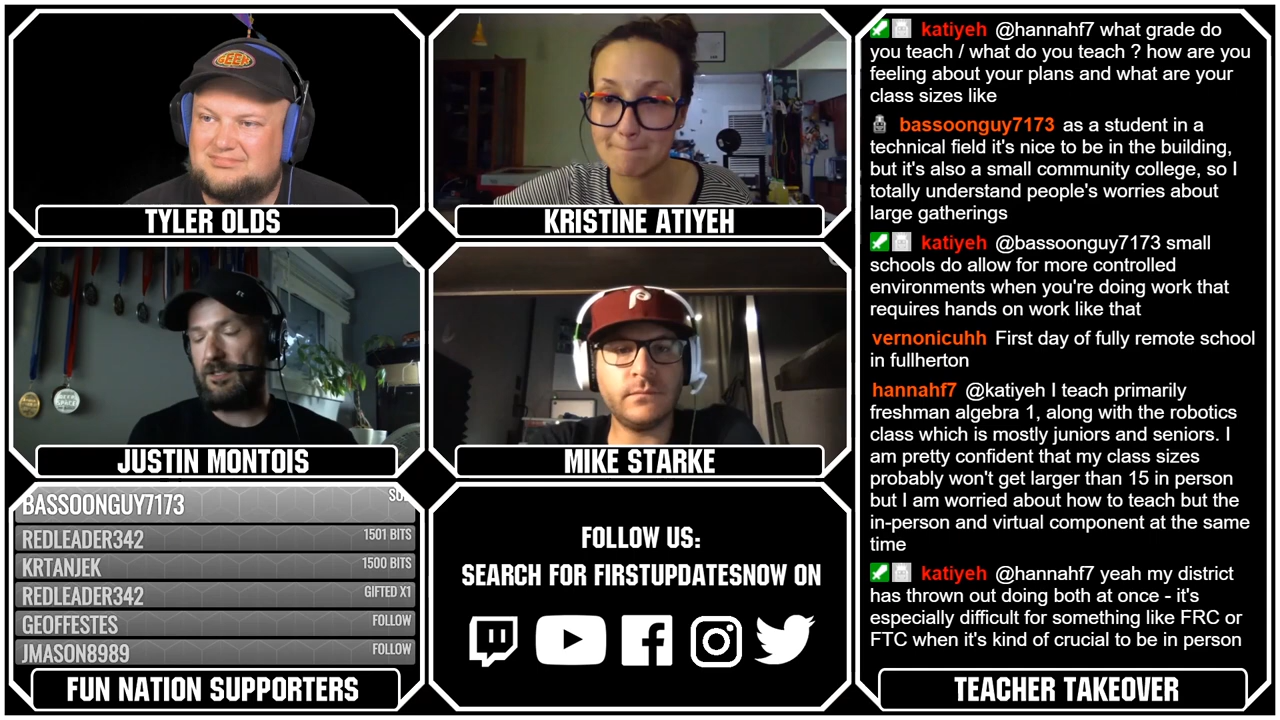 GEEK
TYLER OLDS
KRISTINE ATIYEH
JUSTIN MONTOIS
P
MIKE STARKE
BASSOONGUY7173
REDLEADER342 1501 BITS
KRTANJEK 1500 BITS
REDLEADER342 GIFTED X1
GEOFFESTES FOLLOW
JMASON8989 FOLLOW
FUN NATION SUPPORTERS
FOLLOW US:
SEARCH FOR FIRSTUPDATESNOW ON
katiyeh @hannahf7 what grade do
you teach / what do you teach ? how are you
feeling about your plans and what are your
class sizes like
bassoonguy7173 as a student in a
technical field it's nice to be in the building,
but it's also a small community college, so I
totally understand people's worries about
large gatherings
katiyeh @bassoonguy7173 small
schools do allow for more controlled
environments when you're doing work that
requires hands on work like that
vernonicuhh First day of fully remote school
in fullherton
hannahf7 @katiyeh I teach primarily
freshman algebra 1, along with the robotics
class which is mostly juniors and seniors. I
am pretty confident that my class sizes
probably won't get larger than 15 in person
but I am worried about how to teach but the
in-person and virtual component at the same
time
katiyeh @hannahf7 yeah my district
has thrown out doing both at once - it's
especially difficult for something like FRC or
FTC when it's kind of crucial to be in person
TEACHER TAKEOVER